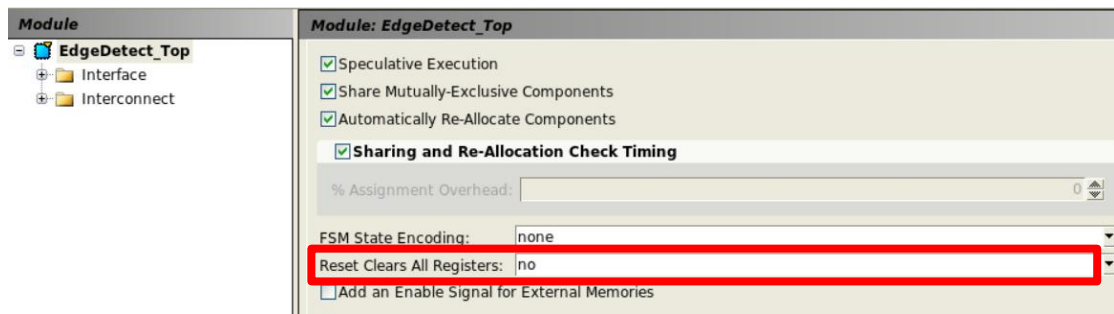 Module
EdgeDetect_Top
Interface
Interconnect
Module: EdgeDetect_Top
Speculative Execution
Share Mutually-Exclusive Components
Automatically Re-Allocate Components
Sharing and Re-Allocation Check Timing
% Assignment Overhead: 0
FSM State Encoding: none
Reset Clears All Registers: no
Add an Enable Signal for External Memories